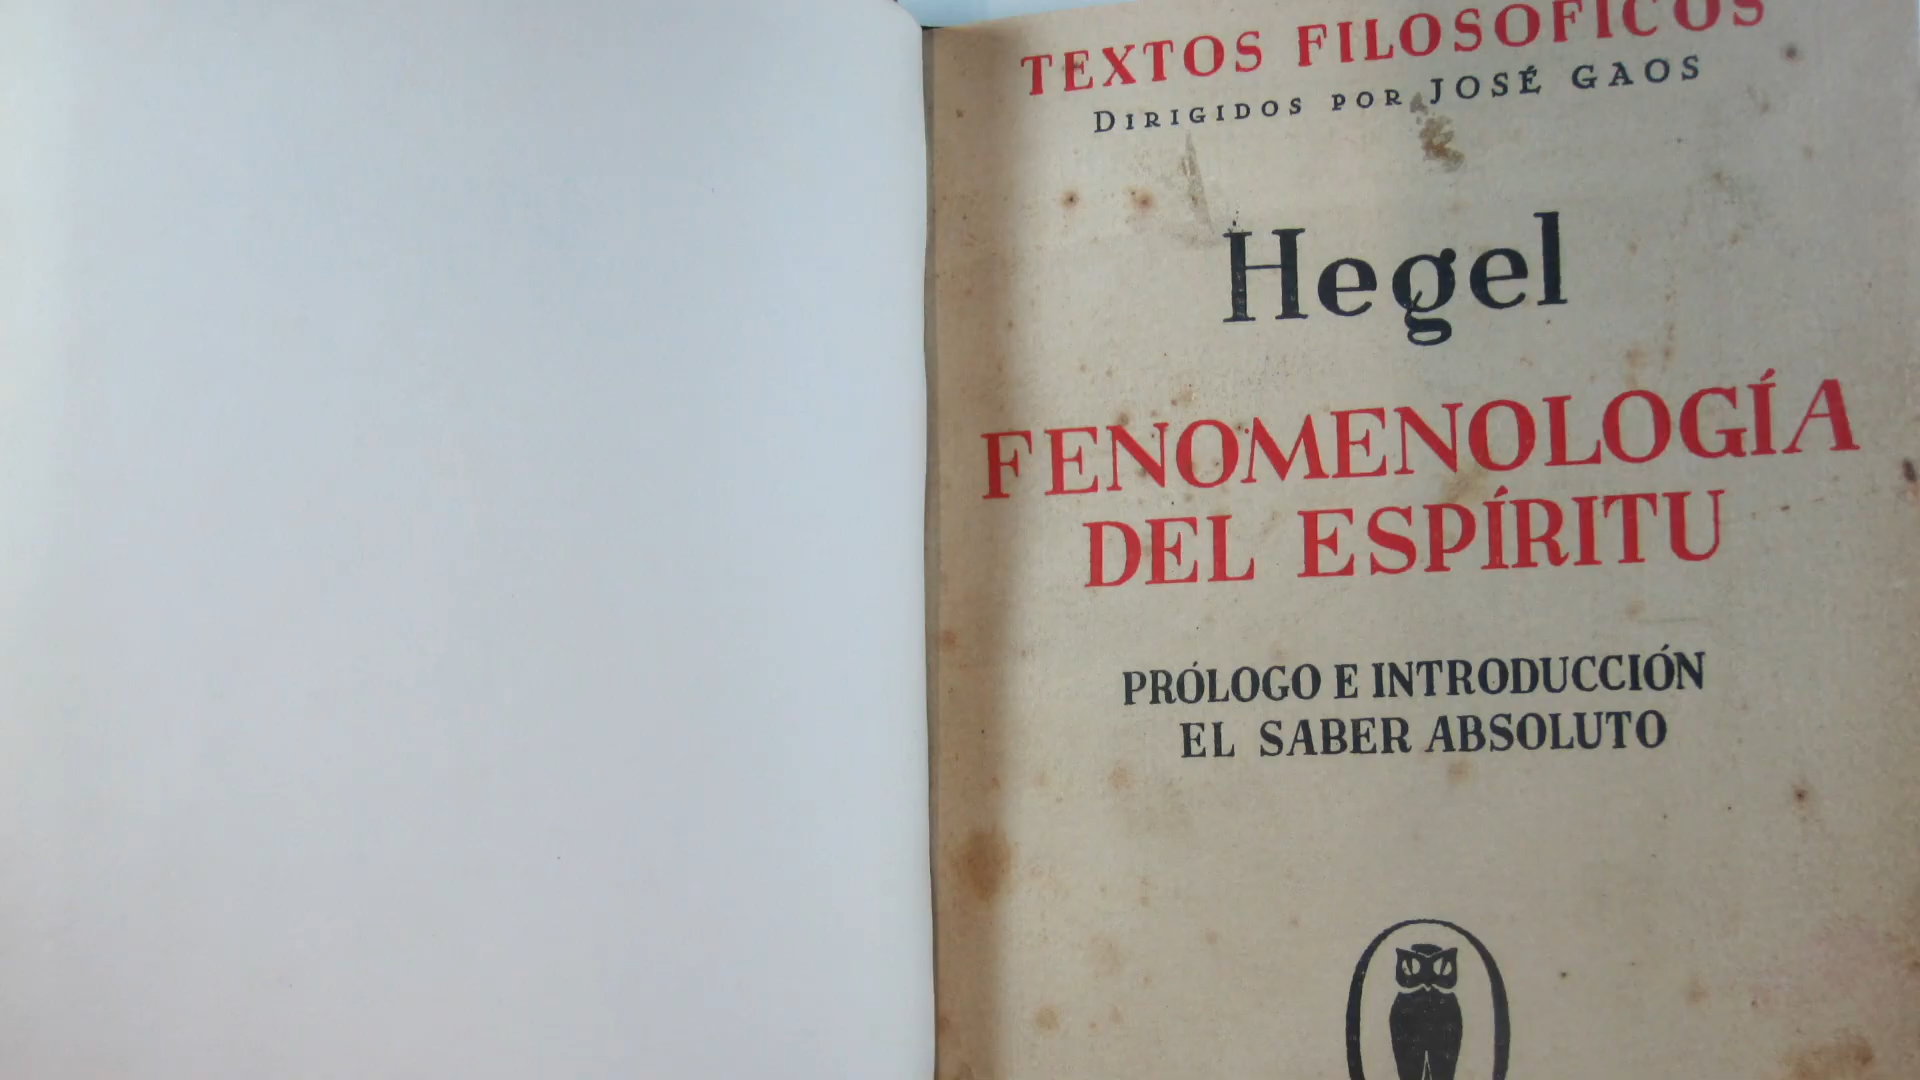 TEXTOS FILOSOFICOS
DIRIGIDOS POR JOSÉ GAOS
Hegel
FENOMENOLOGÍA
DEL ESPÍRITU
PRÓLOGO E INTRODUCCIÓN
EL SABER ABSOLUTO